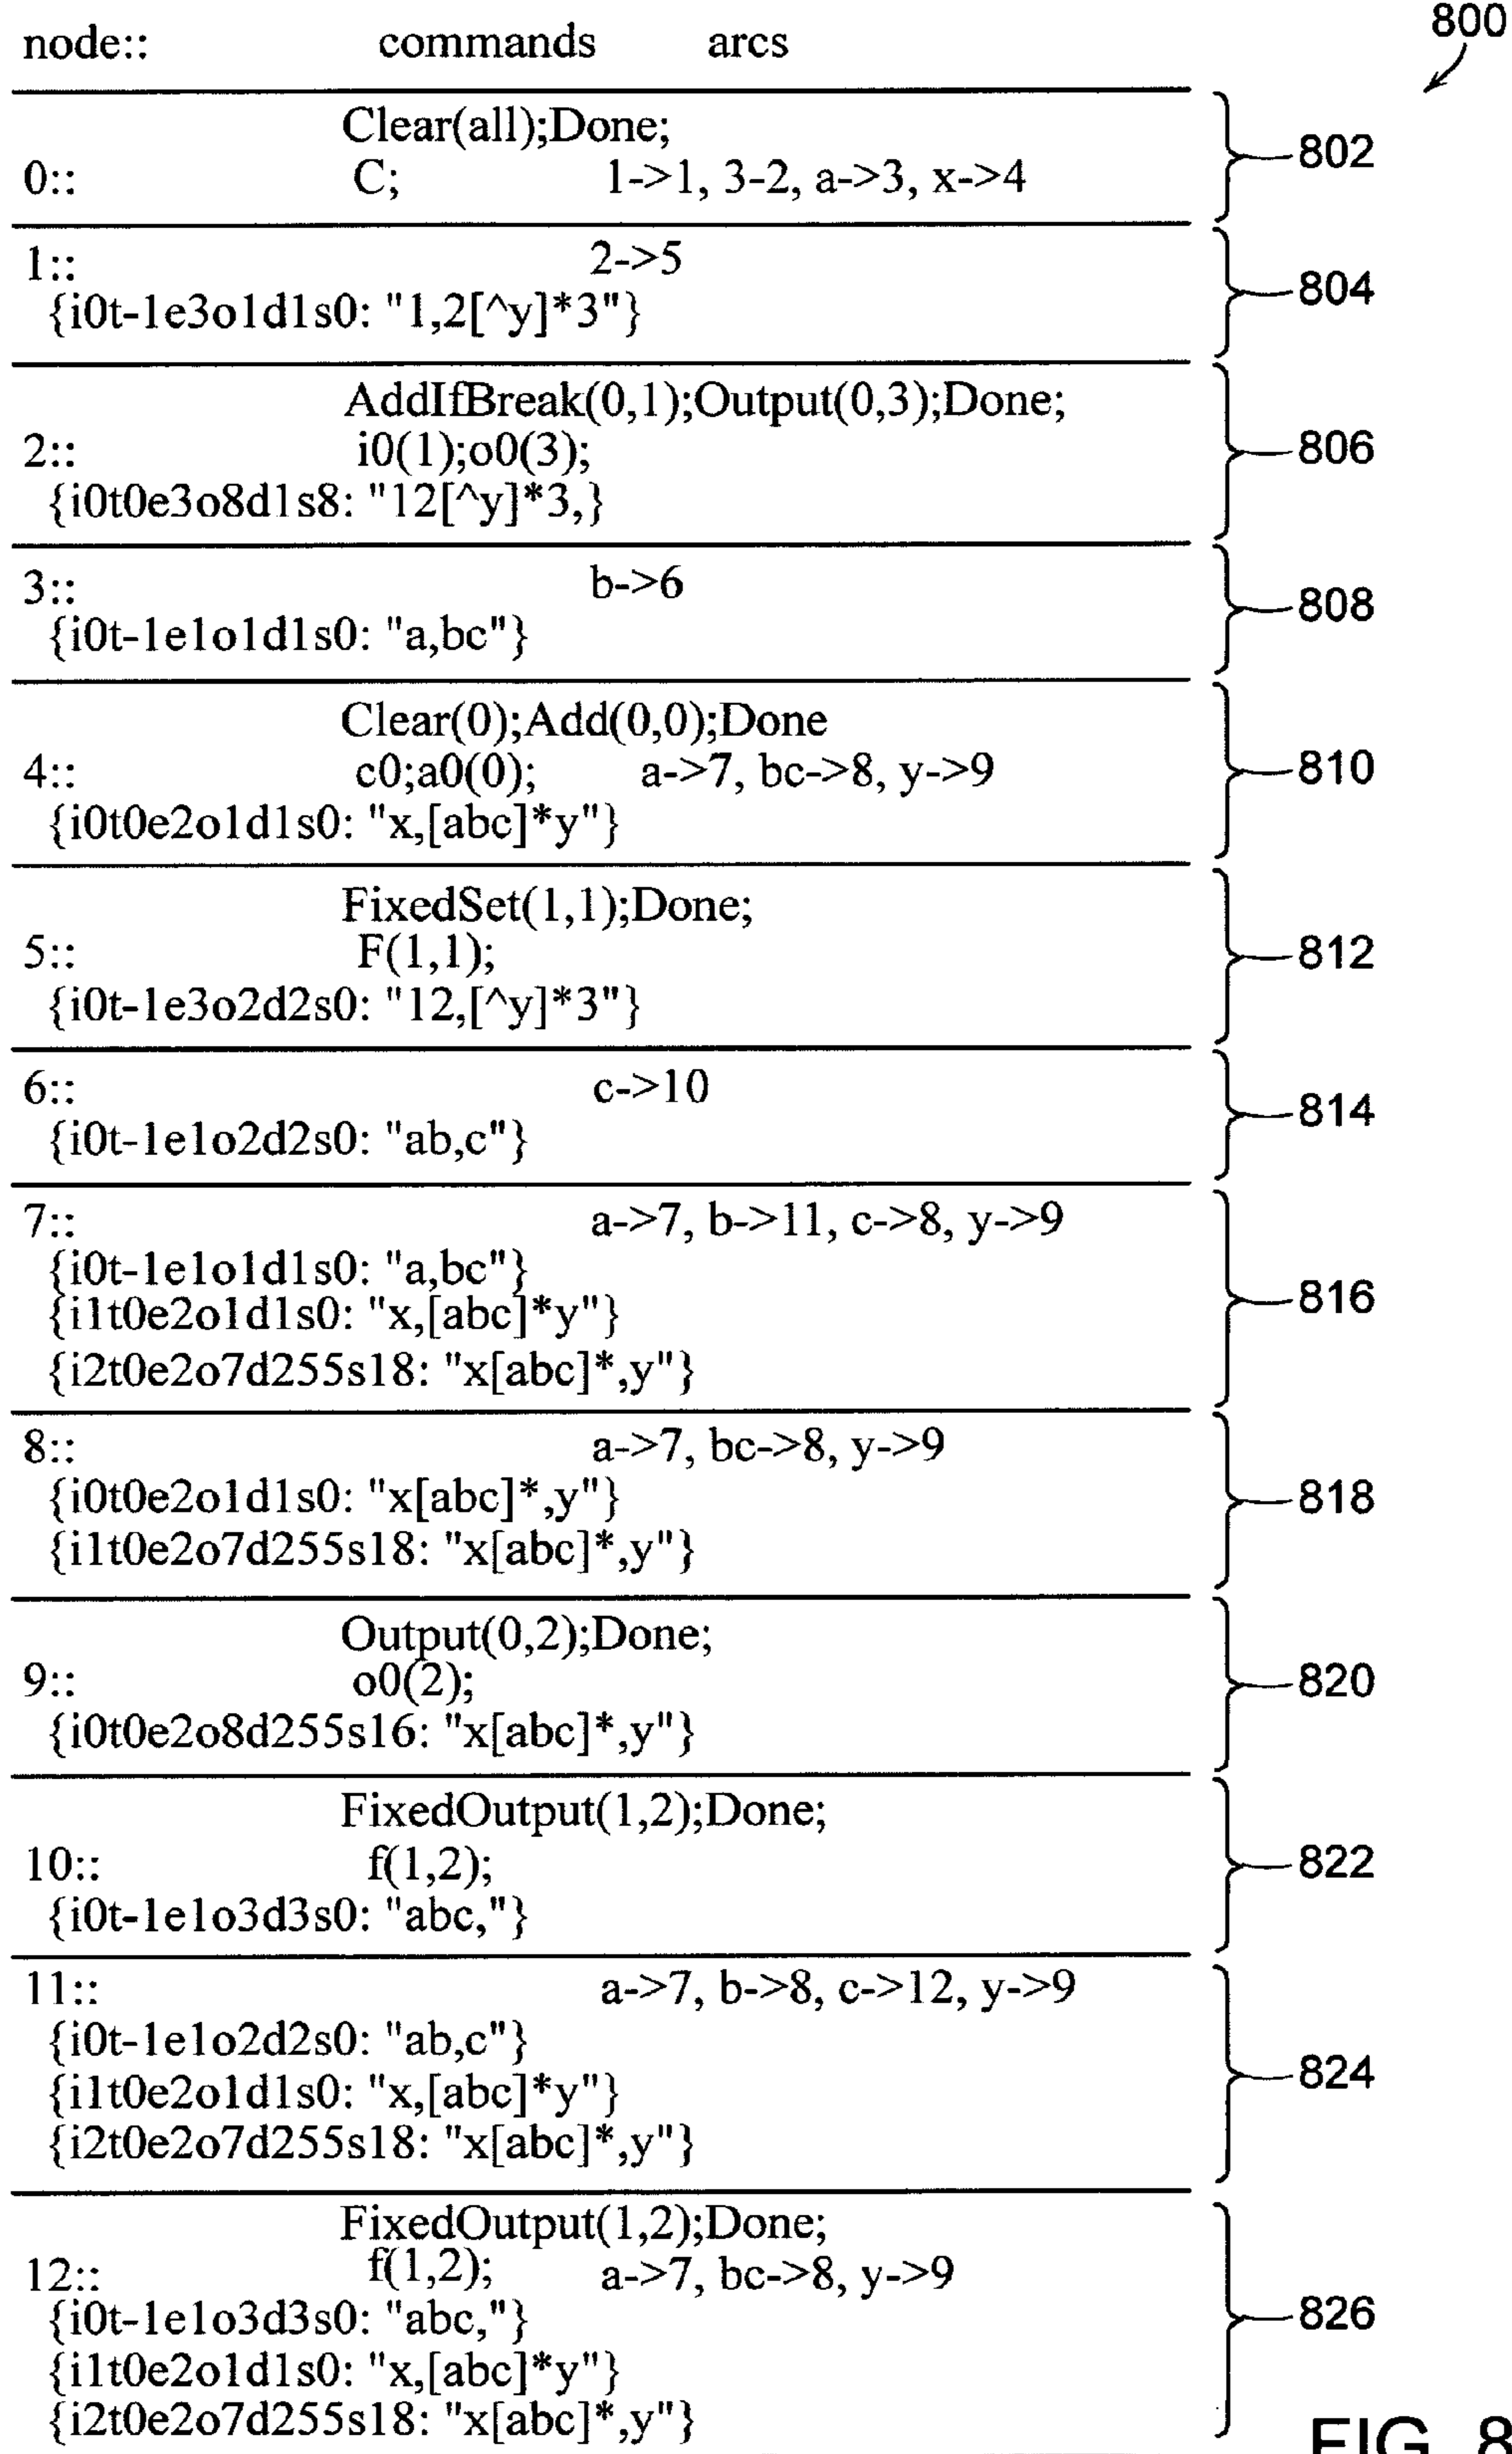 800
node:: commands arcs
Clear(all);Done;
0:: C; 1->1, 3-2, a->3, x->4
802
1:: 2->5
{i0t-1e3o1d1s0: "1,2[^y]*3"}
804
AddIfBreak(0,1);Output(0,3);Done;
2:: i0(1);o0(3);
{i0t0e3o8d1s8: "12[^y]*3,}
806
3:: b->6
{i0t-1e1o1d1s0: "a,bc"}
808
Clear(0);Add(0,0);Done
4:: c0;a0(0); a->7, bc->8, y->9
{i0t0e2o1d1s0: "x,[abc]*y"}
810
FixedSet(1,1);Done;
5:: F(1,1);
{i0t-1e3o2d2s0: "12,[^y]*3"}
812
6:: c->10
{i0t-1e1o2d2s0: "ab,c"}
814
7:: a->7, b->11, c->8, y->9
{i0t-1e1o1d1s0: "a,bc"}
{i1t0e2o1d1s0: "x,[abc]*y"}
{i2t0e2o7d255s18: "x[abc]*,y"}
816
8:: a->7, bc->8, y->9
{i0t0e2o1d1s0: "x[abc]*,y"}
{i1t0e2o7d255s18: "x[abc]*,y"}
818
Output(0,2);Done;
9:: o0(2);
{i0t0e2o8d255s16: "x[abc]*,y"}
820
FixedOutput(1,2);Done;
10:: f(1,2);
{i0t-1e1o3d3s0: "abc,"}
822
11:: a->7, b->8, c->12, y->9
{i0t-1e1o2d2s0: "ab,c"}
{i1t0e2o1d1s0: "x,[abc]*y"}
{i2t0e2o7d255s18: "x[abc]*,y"}
824
FixedOutput(1,2);Done;
12:: f(1,2); a->7, bc->8, y->9
{i0t-1e1o3d3s0: "abc,"}
{i1t0e2o1d1s0: "x,[abc]*y"}
{i2t0e2o7d255s18: "x[abc]*,y"}
826
FIG. 8